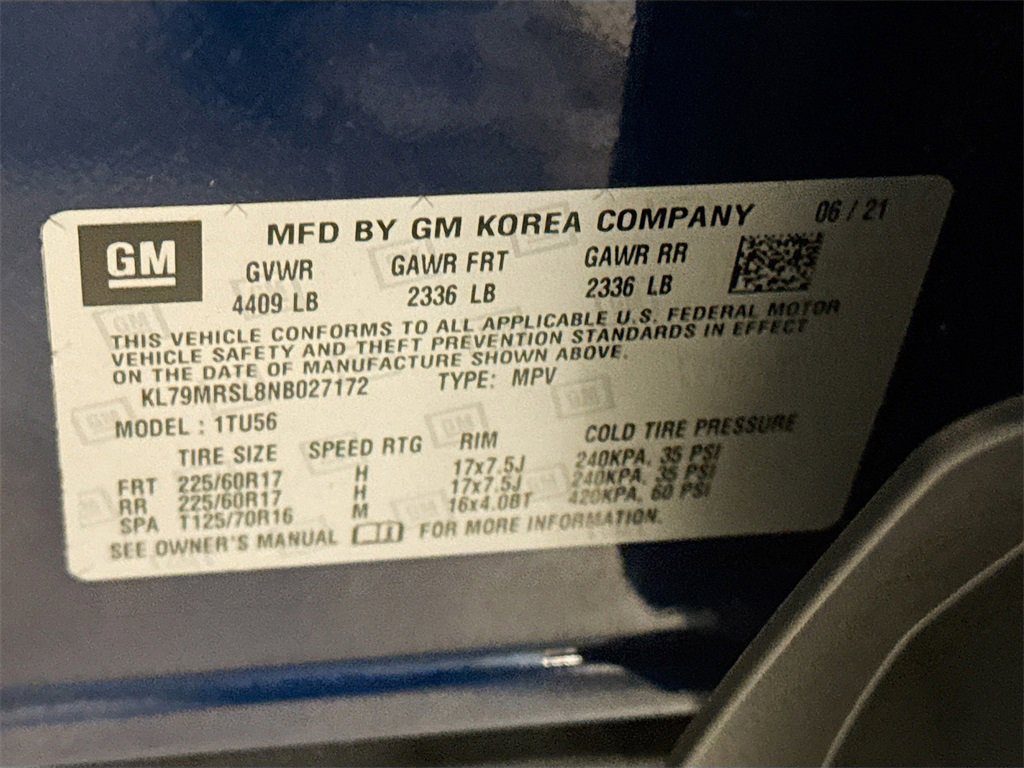 GM
MFD BY GM KOREA COMPANY 06 / 21
GVWR GAWR FRT GAWR RR
4409 LB 2336 LB 2336 LB
THIS VEHICLE CONFORMS TO ALL APPLICABLE U.S. FEDERAL MOTOR
VEHICLE SAFETY AND THEFT PREVENTION STANDARDS IN EFFECT
ON THE DATE OF MANUFACTURE SHOWN ABOVE.
KL79MRSL8NB027172 TYPE: MPV
MODEL : 1TU56
TIRE SIZE SPEED RTG RIM COLD TIRE PRESSURE
FRT 225/60R17 H 17x7.5J 240KPA, 35 PSI
RR 225/60R17 H 17x7.5J 240KPA, 35 PSI
SPA T125/70R16 M 16x4.0BT 420KPA, 60 PSI
SEE OWNER'S MANUAL FOR MORE INFORMATION.